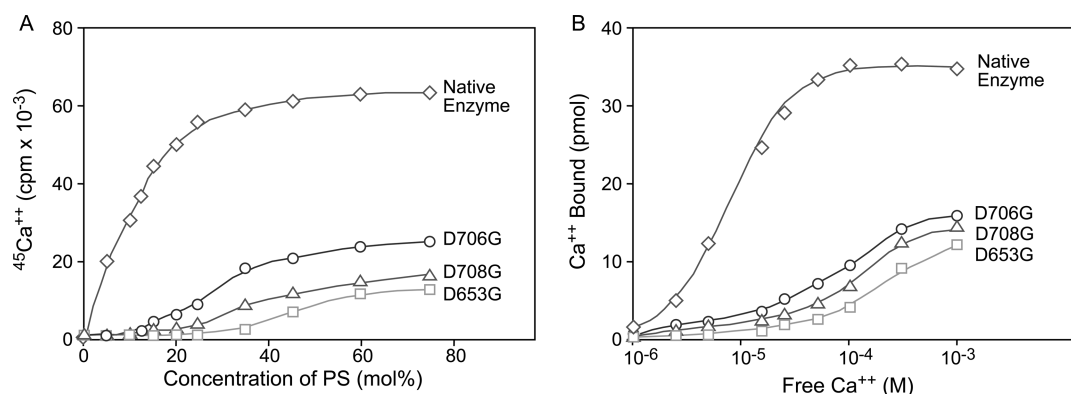 A
80
60
40
20
0
⁴⁵Ca⁺⁺ (cpm x 10⁻³)
Native
Enzyme
D706G
D708G
D653G
0
20
40
60
80
Concentration of PS (mol%)
B
40
30
20
10
0
Ca⁺⁺ Bound (pmol)
Native
Enzyme
D706G
D708G
D653G
10⁻⁶
10⁻⁵
10⁻⁴
10⁻³
Free Ca⁺⁺ (M)